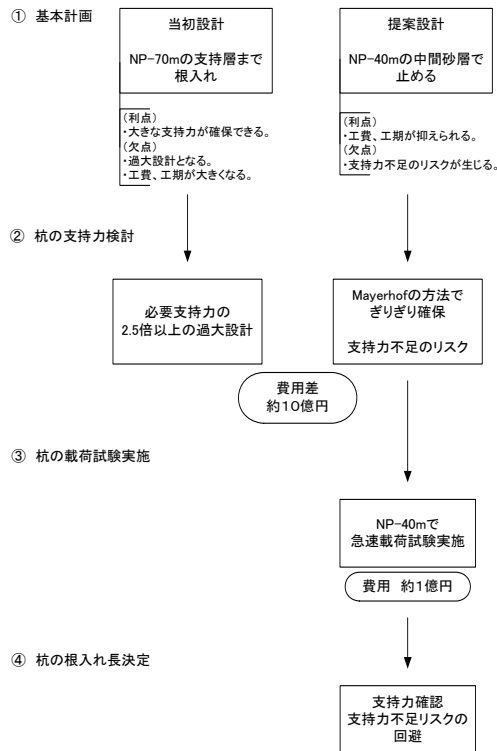 ① 基本計画
当初設計
NP-70mの支持層まで
根入れ
提案設計
NP-40mの中間砂層で
止める
(利点)
・大きな支持力が確保できる。
(欠点)
・過大設計となる。
・工費、工期が大きくなる。
(利点)
・工費、工期が抑えられる。
(欠点)
・支持力不足のリスクが生じる。
② 杭の支持力検討
必要支持力の
2.5倍以上の過大設計
Mayerhofの方法で
ぎりぎり確保
支持力不足のリスク
費用差
約10億円
③ 杭の載荷試験実施
NP-40mで
急速載荷試験実施
費用 約1億円
④ 杭の根入れ長決定
支持力確認
支持力不足リスクの
回避